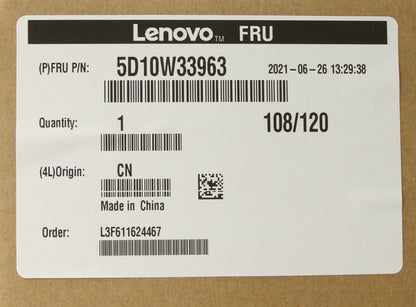 Lenovo™ FRU
(P)FRU P/N: 5D10W33963 2021-06-26 13:29:38
Quantity: 1 108/120
(4L)Origin: CN
Made in China
Order: L3F611624467